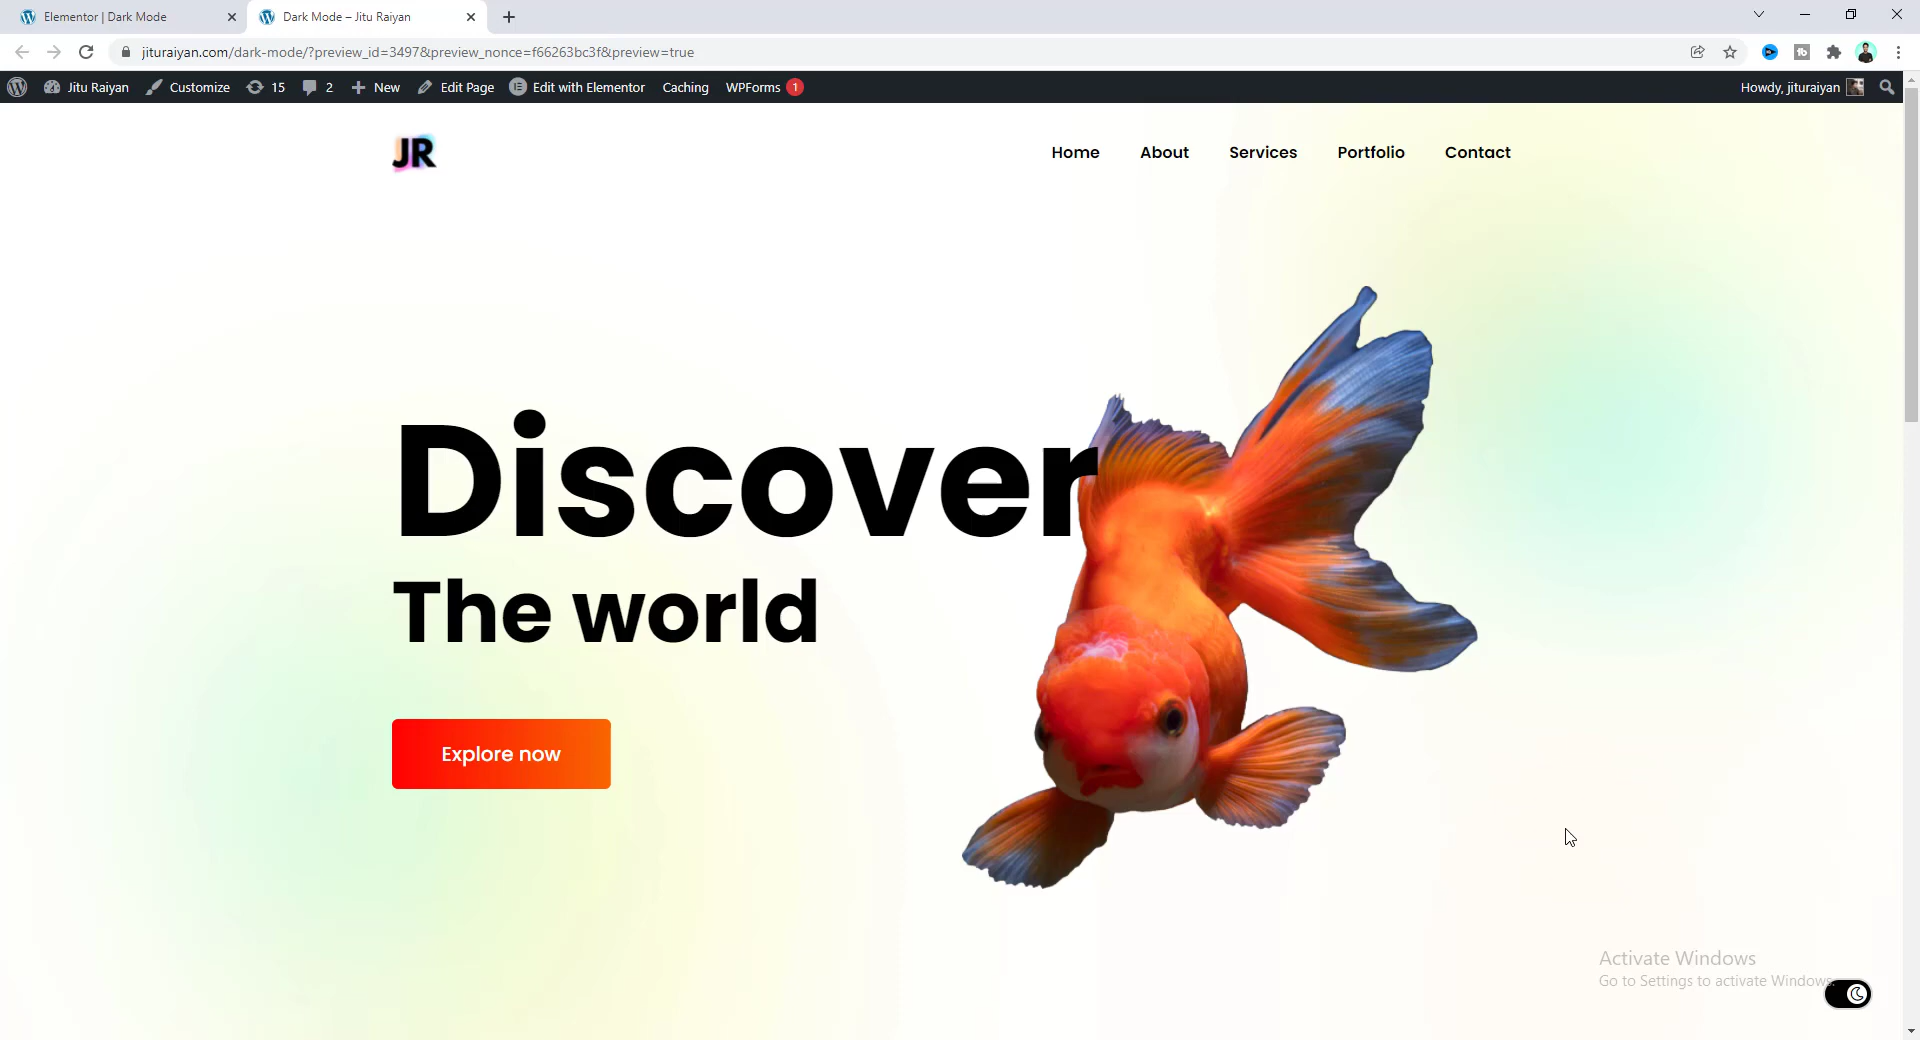 Elementor | Dark Mode
Dark Mode – Jitu Raiyan
jituraiyan.com/dark-mode/?preview_id=3497&preview_nonce=f66263bc3f&preview=true
Jitu Raiyan Customize 15 2 New Edit Page Edit with Elementor Caching WPForms 1 Howdy, jituraiyan
JR Home About Services Portfolio Contact
Discover
The world
Explore now
Activate Windows
Go to Settings to activate Windows.